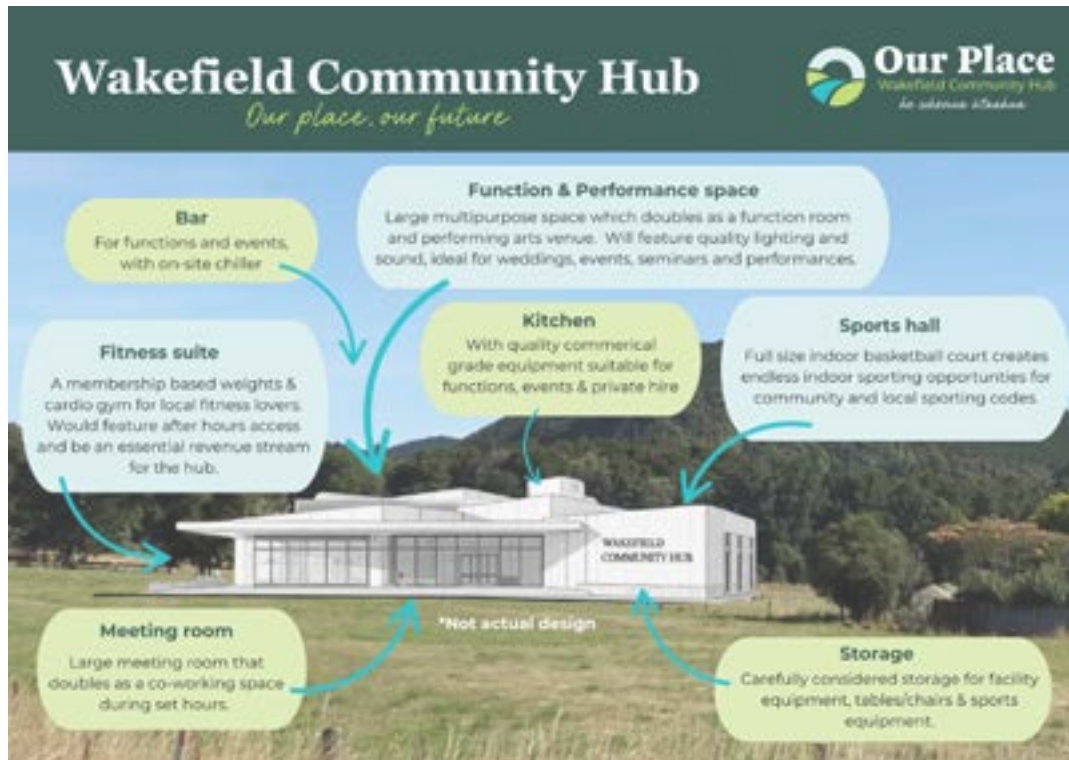 Wakefield Community Hub
Our place, our future
Our Place
Wakefield Community Hub
Function & Performance space
Large multipurpose space which doubles as a function room
and performing arts venue. Will feature quality lighting and
sound, ideal for weddings, events, seminars and performances.
Bar
For functions and events,
with on-site chiller
Kitchen
With quality commerical
grade equipment suitable for
functions, events & private hire
Sports hall
Full size indoor basketball court creates
endless indoor sporting opportunities for
community and local sporting codes.
Fitness suite
A membership based weights &
cardio gym for local fitness lovers.
Would feature after hours access
and be an essential revenue stream
for the hub.
WAKEFIELD
COMMUNITY HUB
*Not actual design
Meeting room
Large meeting room that
doubles as a co-working space
during set hours.
Storage
Carefully considered storage for facility
equipment, tables/chairs & sports
equipment.